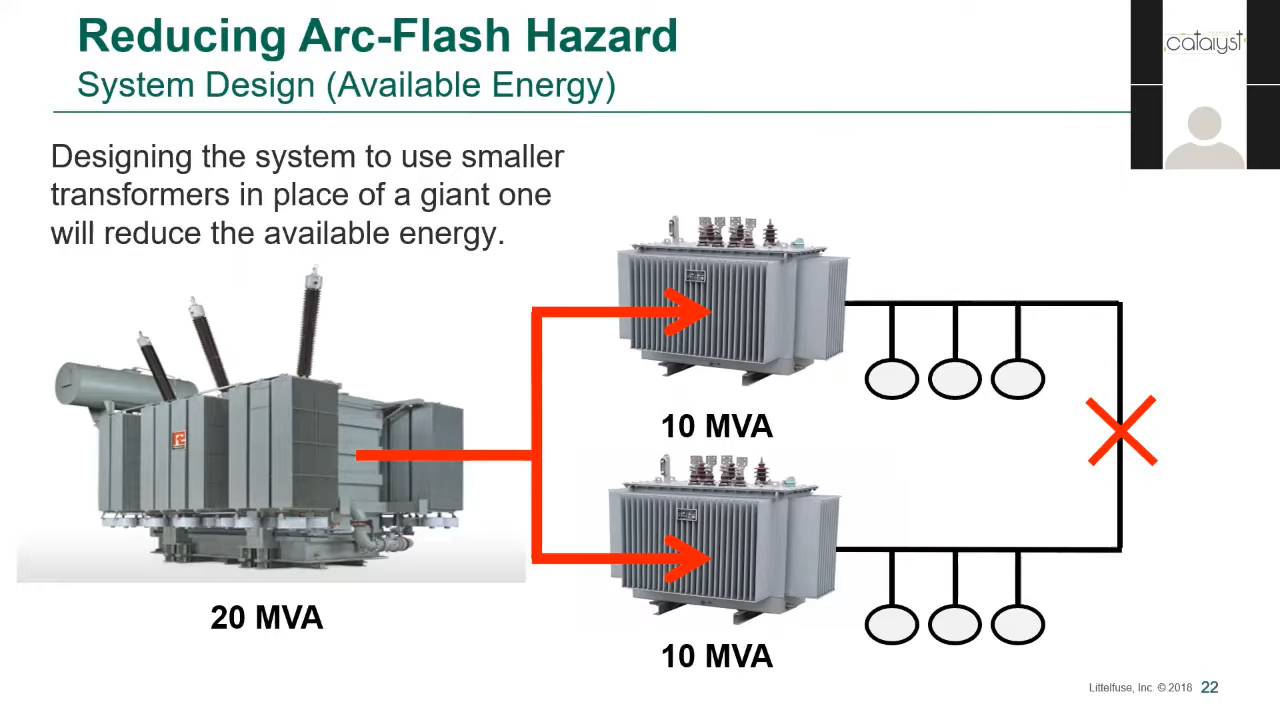 Reducing Arc-Flash Hazard
System Design (Available Energy)
catalyst
Designing the system to use smaller
transformers in place of a giant one
will reduce the available energy.
10 MVA
20 MVA
10 MVA
Littelfuse, Inc. © 2018 22